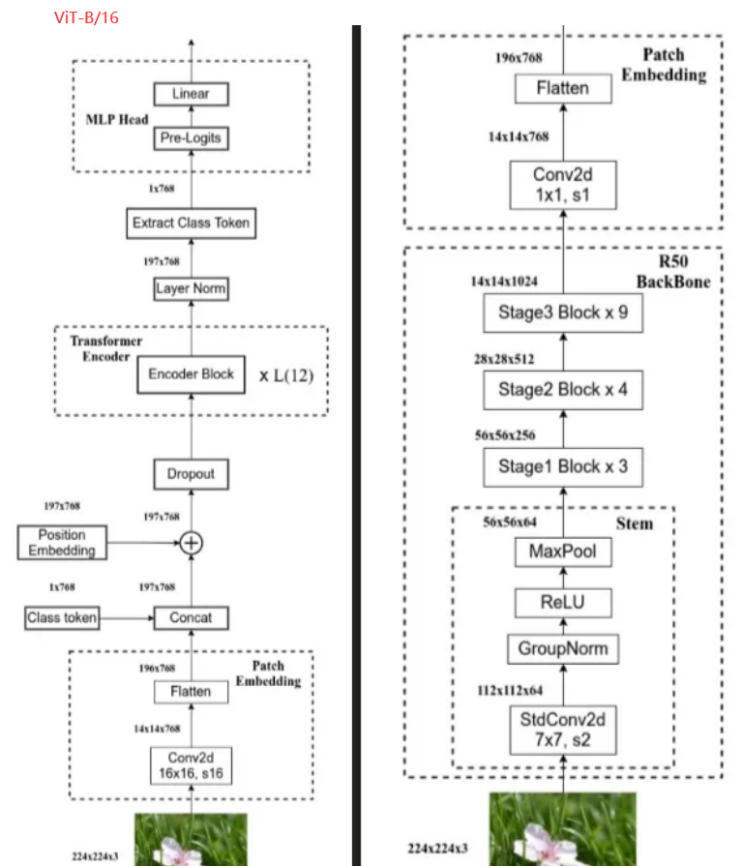 ViT-B/16
Linear
MLP Head
Pre-Logits
1x768
Extract Class Token
197x768
Layer Norm
Transformer
Encoder
Encoder Block
x L(12)
Dropout
197x768
197x768
Position
Embedding
1x768
197x768
Class token
Concat
Patch
Embedding
196x768
Flatten
14x14x768
Conv2d
16x16, s16
224x224x3
196x768
Patch
Embedding
Flatten
14x14x768
Conv2d
1x1, s1
R50
BackBone
14x14x1024
Stage3 Block x 9
28x28x512
Stage2 Block x 4
56x56x256
Stage1 Block x 3
56x56x64
Stem
MaxPool
ReLU
GroupNorm
112x112x64
StdConv2d
7x7, s2
224x224x3